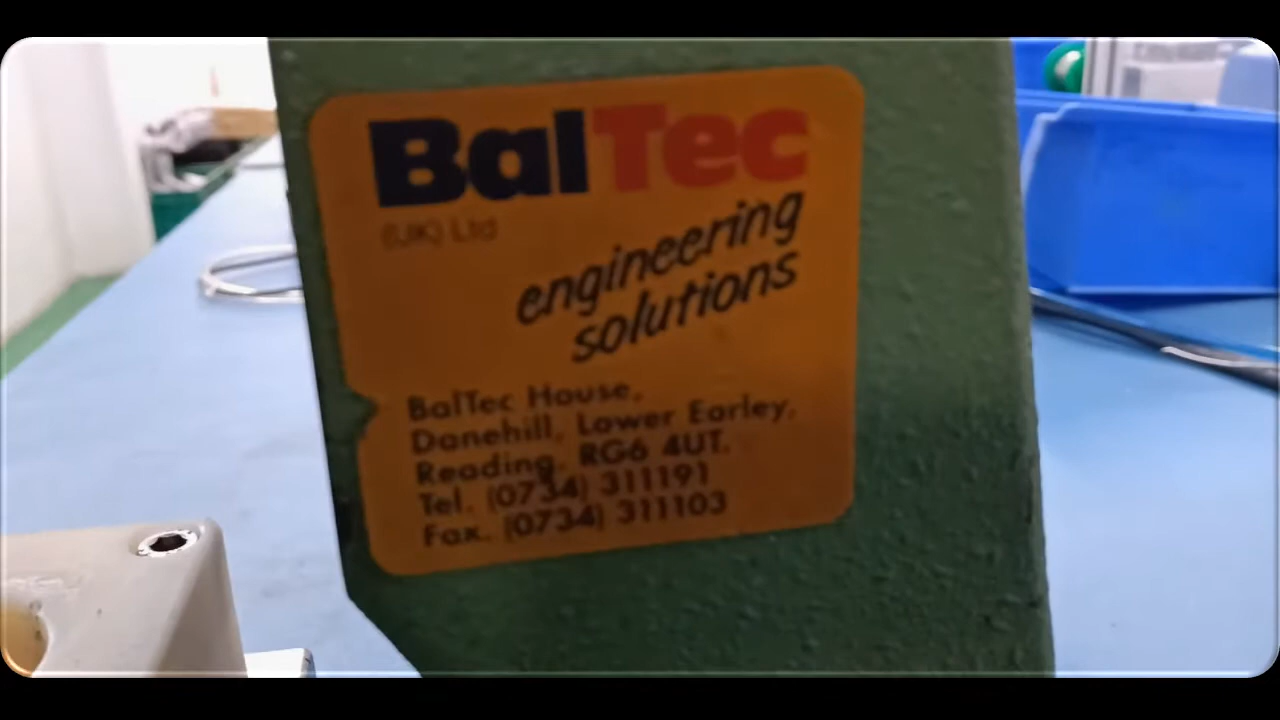 BalTec
(UK) Ltd
engineering
solutions
BalTec House,
Danehill, Lower Earley,
Reading, RG6 4UT.
Tel. (0734) 311191
Fax. (0734) 311103